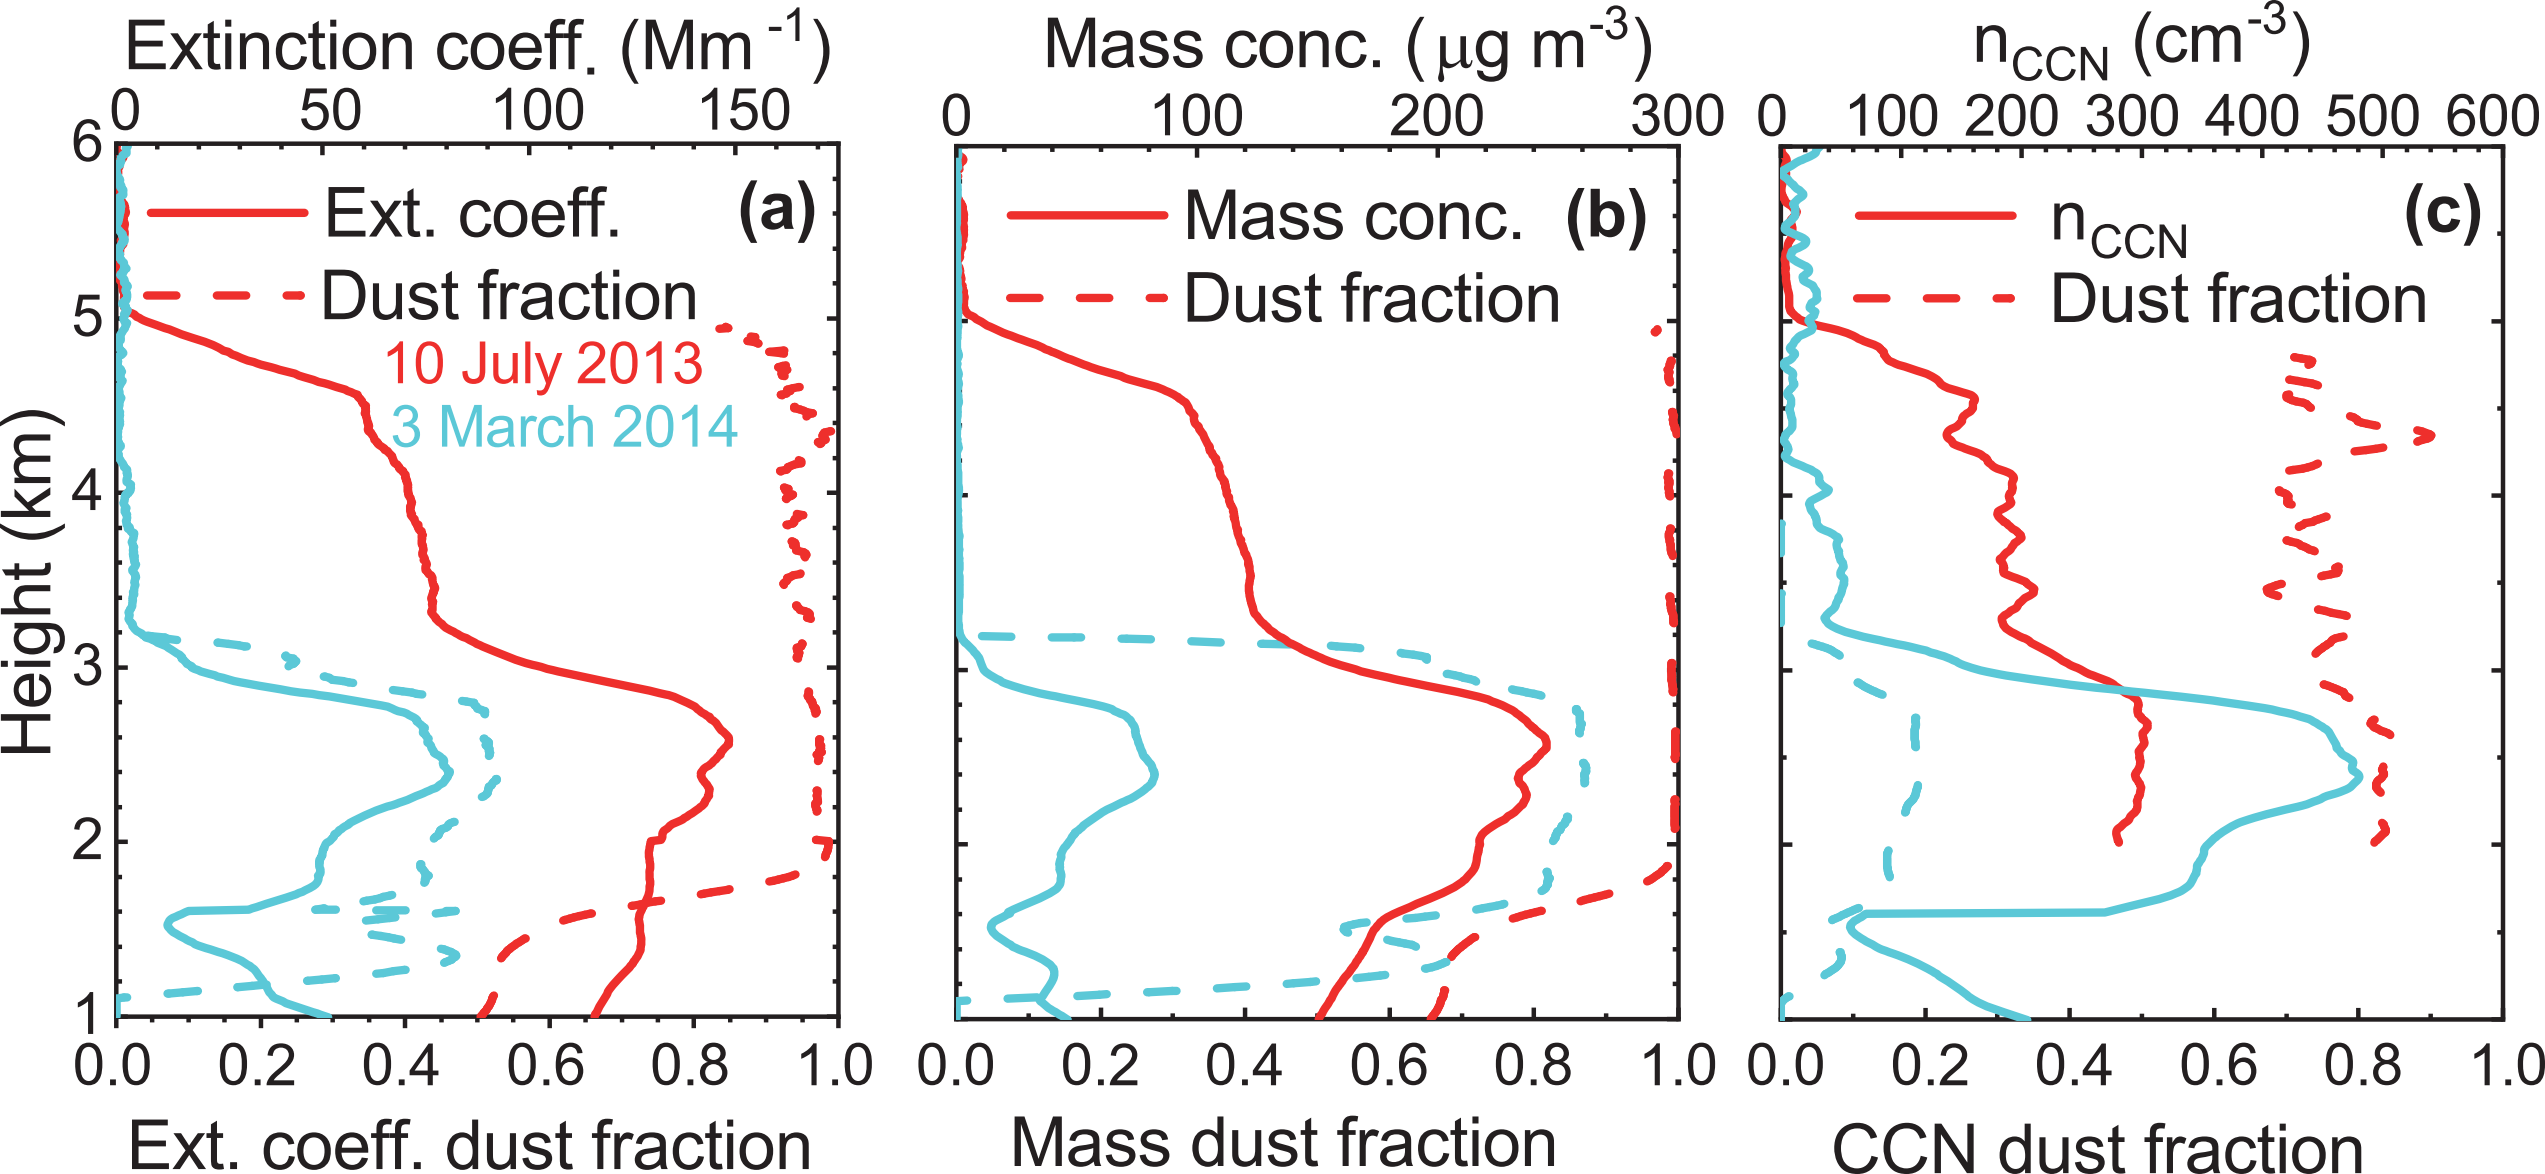 Extinction coeff. (Mm -1)
0 50 100 150
Mass conc. (μg m-3)
0 100 200 300
nCCN (cm-3)
0 100 200 300 400 500 600
Height (km)
6
5
4
3
2
1
(a)
Ext. coeff.
Dust fraction
10 July 2013
3 March 2014
0.0 0.2 0.4 0.6 0.8 1.0
Ext. coeff. dust fraction
(b)
Mass conc.
Dust fraction
0.0 0.2 0.4 0.6 0.8 1.0
Mass dust fraction
(c)
nCCN
Dust fraction
0.0 0.2 0.4 0.6 0.8 1.0
CCN dust fraction